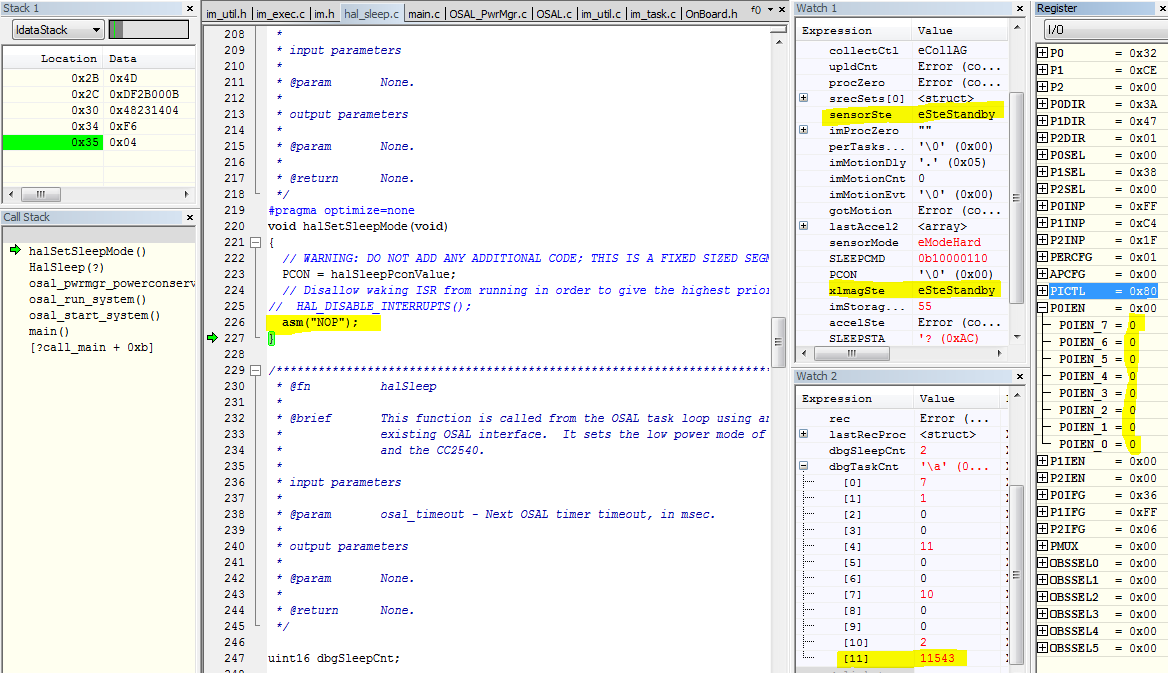 Stack 1
IdataStack
Location Data
0x2B 0x4D
0x2C 0xDF2B000B
0x30 0x48231404
0x34 0xF6
0x35 0x04
Call Stack
halSetSleepMode()
HalSleep(?)
osal_pwrmgr_powerconserv
osal_run_system()
osal_start_system()
main()
[?call_main + 0xb]
im_util.h | im_exec.c | im.h | hal_sleep.c | main.c | OSAL_PwrMgr.c | OSAL.c | im_util.c | im_task.c | OnBoard.h f0
208 *
209 * input parameters
210 *
211 * @param None.
212 *
213 * output parameters
214 *
215 * @param None.
216 *
217 * @return None.
218 */
219 #pragma optimize=none
220 void halSetSleepMode(void)
221 {
222 // WARNING: DO NOT ADD ANY ADDITIONAL CODE; THIS IS A FIXED SIZED SEGM
223 PCON = halSleepPconValue;
224 // Disallow waking ISR from running in order to give the highest prior
225 // HAL_DISABLE_INTERRUPTS();
226 asm("NOP");
227 }
228
229 /******************************************************************************
230 * @fn halSleep
231 *
232 * @brief This function is called from the OSAL task loop using an
233 * existing OSAL interface. It sets the low power mode of
234 * and the CC2540.
235 *
236 * input parameters
237 *
238 * @param osal_timeout - Next OSAL timer timeout, in msec.
239 *
240 * output parameters
241 *
242 * @param None.
243 *
244 * @return None.
245 */
246
247 uint16 dbgSleepCnt;
Watch 1
Expression Value
collectCtl eCollAG
upldCnt Error (co...
procZero Error (co...
srecSets[0] <struct>
sensorSte eSteStandby
imProcZero ""
perTasks... '\0' (0x00)
imMotionDly '.' (0x05)
imMotionCnt 0
imMotionEvt '\0' (0x00)
gotMotion Error (co...
lastAccel2 <array>
sensorMode eModeHard
SLEEPCMD 0b10000110
PCON '\0' (0x00)
xlmagSte eSteStandby
imStorag... 55
accelSte Error (co...
SLEEPSTA '? (0xAC)
Watch 2
Expression Value
rec Error (...
lastRecProc <struct>
dbgSleepCnt 2
dbgTaskCnt '\a' (0...
[0] 7
[1] 1
[2] 0
[3] 0
[4] 11
[5] 0
[6] 0
[7] 10
[8] 0
[9] 0
[10] 2
[11] 11543
Register
I/O
P0 = 0x32
P1 = 0xCE
P2 = 0x00
P0DIR = 0x3A
P1DIR = 0x47
P2DIR = 0x01
P0SEL = 0x00
P1SEL = 0x38
P2SEL = 0x00
P0INP = 0xFF
P1INP = 0xC4
P2INP = 0x1F
PERCFG = 0x01
APCFG = 0x00
PICTL = 0x80
P0IEN = 0x00
P0IEN_7 = 0
P0IEN_6 = 0
P0IEN_5 = 0
P0IEN_4 = 0
P0IEN_3 = 0
P0IEN_2 = 0
P0IEN_1 = 0
P0IEN_0 = 0
P1IEN = 0x00
P2IEN = 0x00
P0IFG = 0x36
P1IFG = 0xFF
P2IFG = 0x06
PMUX = 0x00
OBSSEL0 = 0x00
OBSSEL1 = 0x00
OBSSEL2 = 0x00
OBSSEL3 = 0x00
OBSSEL4 = 0x00
OBSSEL5 = 0x00